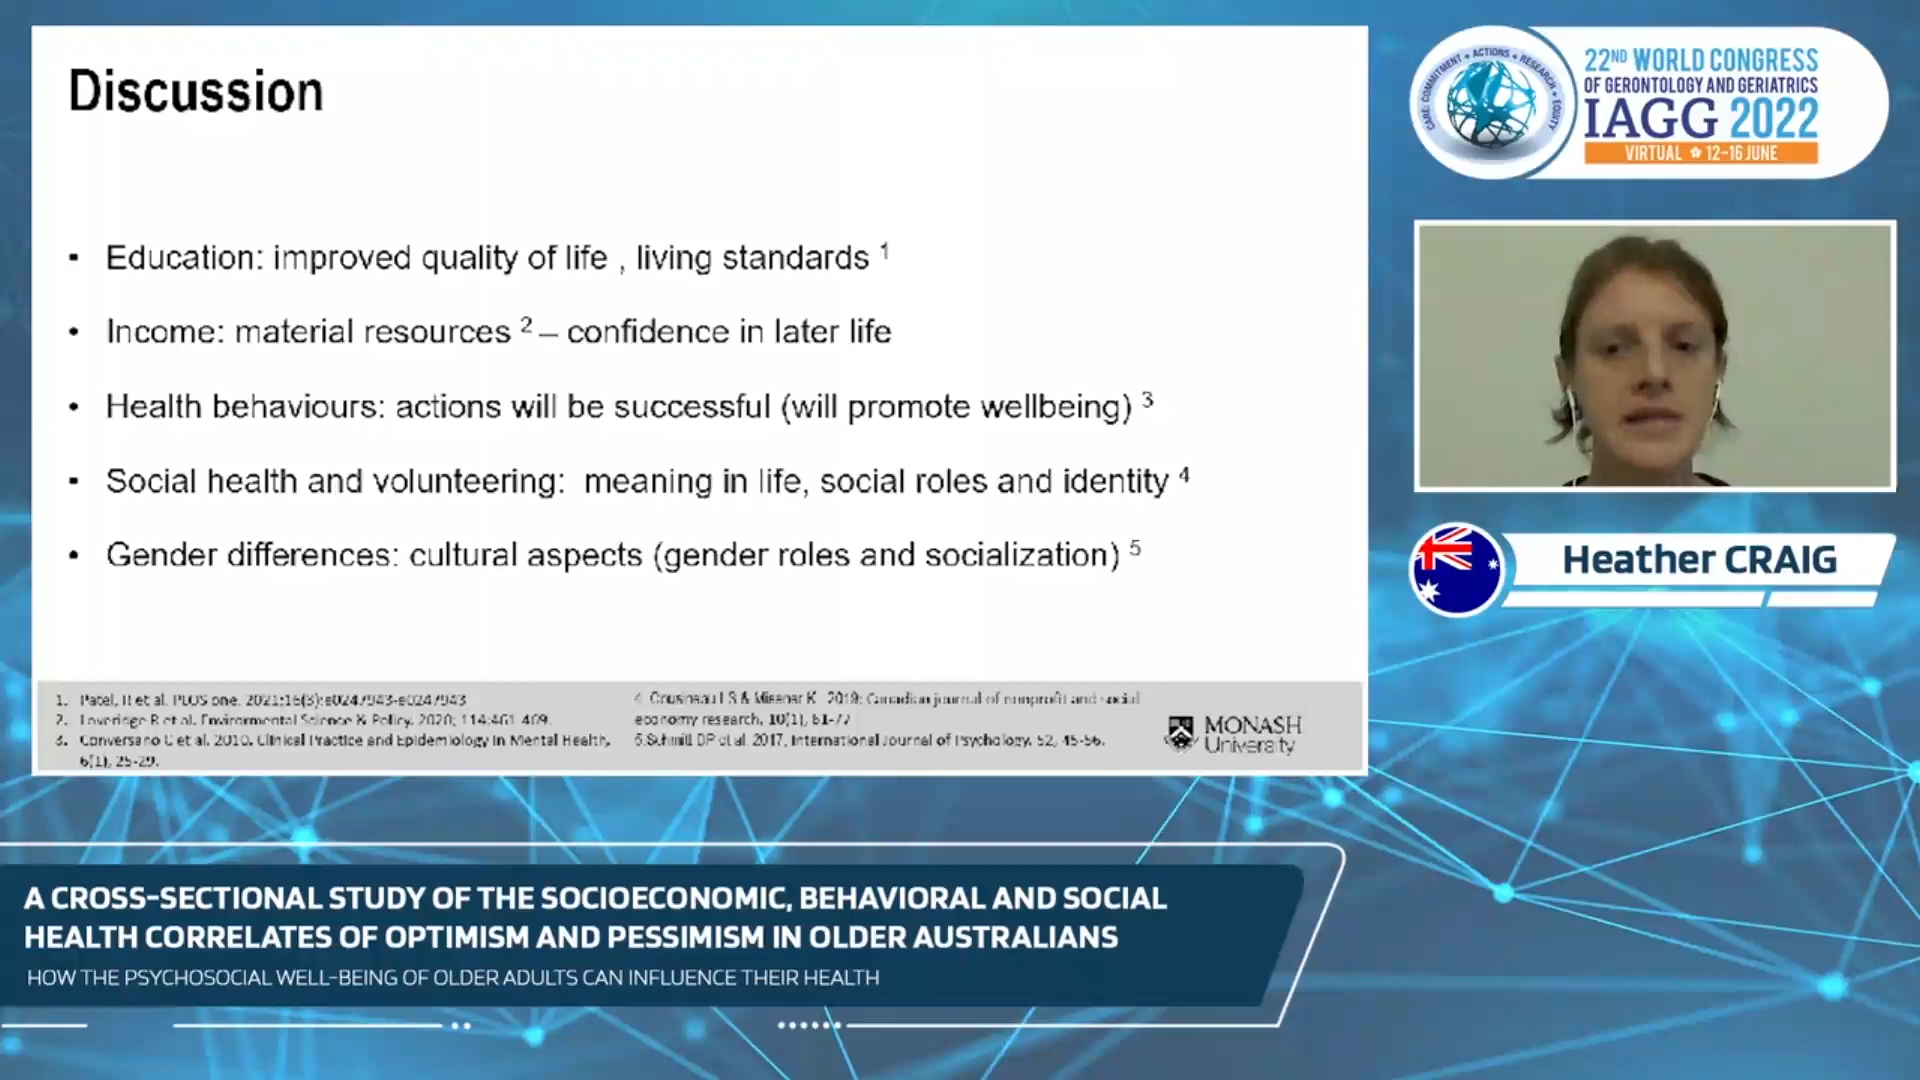 Discussion
▪ Education: improved quality of life , living standards 1
• Income: material resources 2 – confidence in later life
• Health behaviours: actions will be successful (will promote wellbeing) 3
▪ Social health and volunteering: meaning in life, social roles and identity 4
• Gender differences: cultural aspects (gender roles and socialization) 5
1. Patel, R et al. PLOS one. 2021;16(3):e0247943-e0247943
2. Loveridge R et al. Environmental Science & Policy. 2020; 114:461-469.
3. Conversano C et al. 2010. Clinical Practice and Epidemiology in Mental Health,
6(1), 25-29.
4. Cousineau LS & Misener K. 2019; Canadian journal of nonprofit and social
economy research, 10(1), 61-77
5.Schmitt DP et al. 2017, International Journal of Psychology. 52, 45-56.
MONASH
University
CARE: COMMITMENT + ACTIONS + RESEARCH + EQUITY
22ND WORLD CONGRESS
OF GERONTOLOGY AND GERIATRICS
IAGG 2022
VIRTUAL 12-16 JUNE
Heather CRAIG
A CROSS-SECTIONAL STUDY OF THE SOCIOECONOMIC, BEHAVIORAL AND SOCIAL
HEALTH CORRELATES OF OPTIMISM AND PESSIMISM IN OLDER AUSTRALIANS
HOW THE PSYCHOSOCIAL WELL-BEING OF OLDER ADULTS CAN INFLUENCE THEIR HEALTH